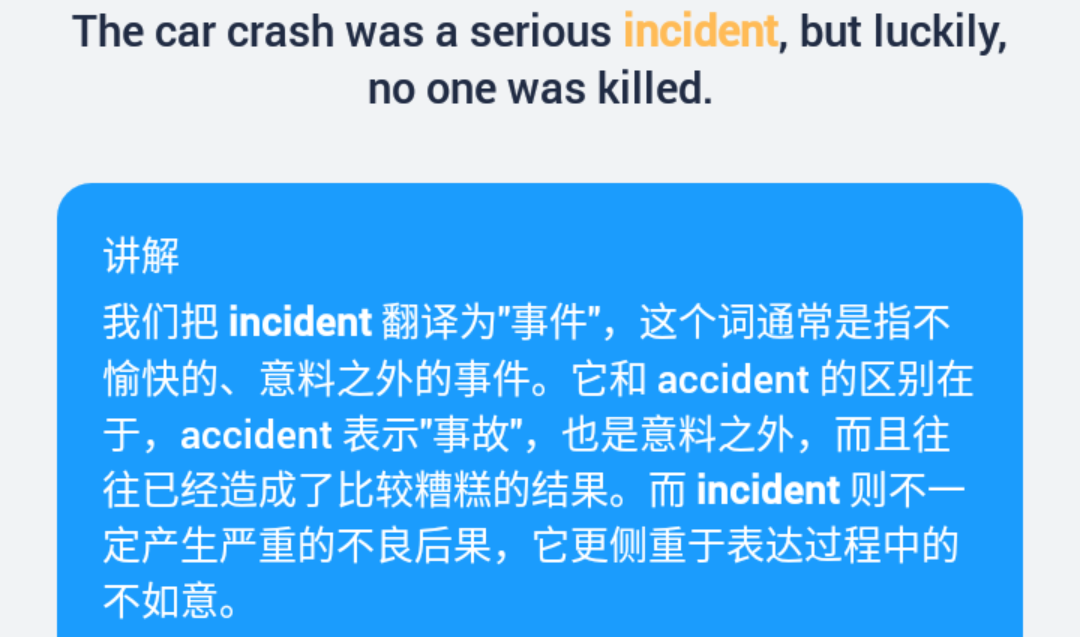 The car crash was a serious incident, but luckily,
no one was killed.
讲解
我们把 incident 翻译为"事件"，这个词通常是指不
愉快的、意料之外的事件。它和 accident 的区别在
于，accident 表示"事故"，也是意料之外，而且往
往已经造成了比较糟糕的结果。而 incident 则不一
定产生严重的不良后果，它更侧重于表达过程中的
不如意。